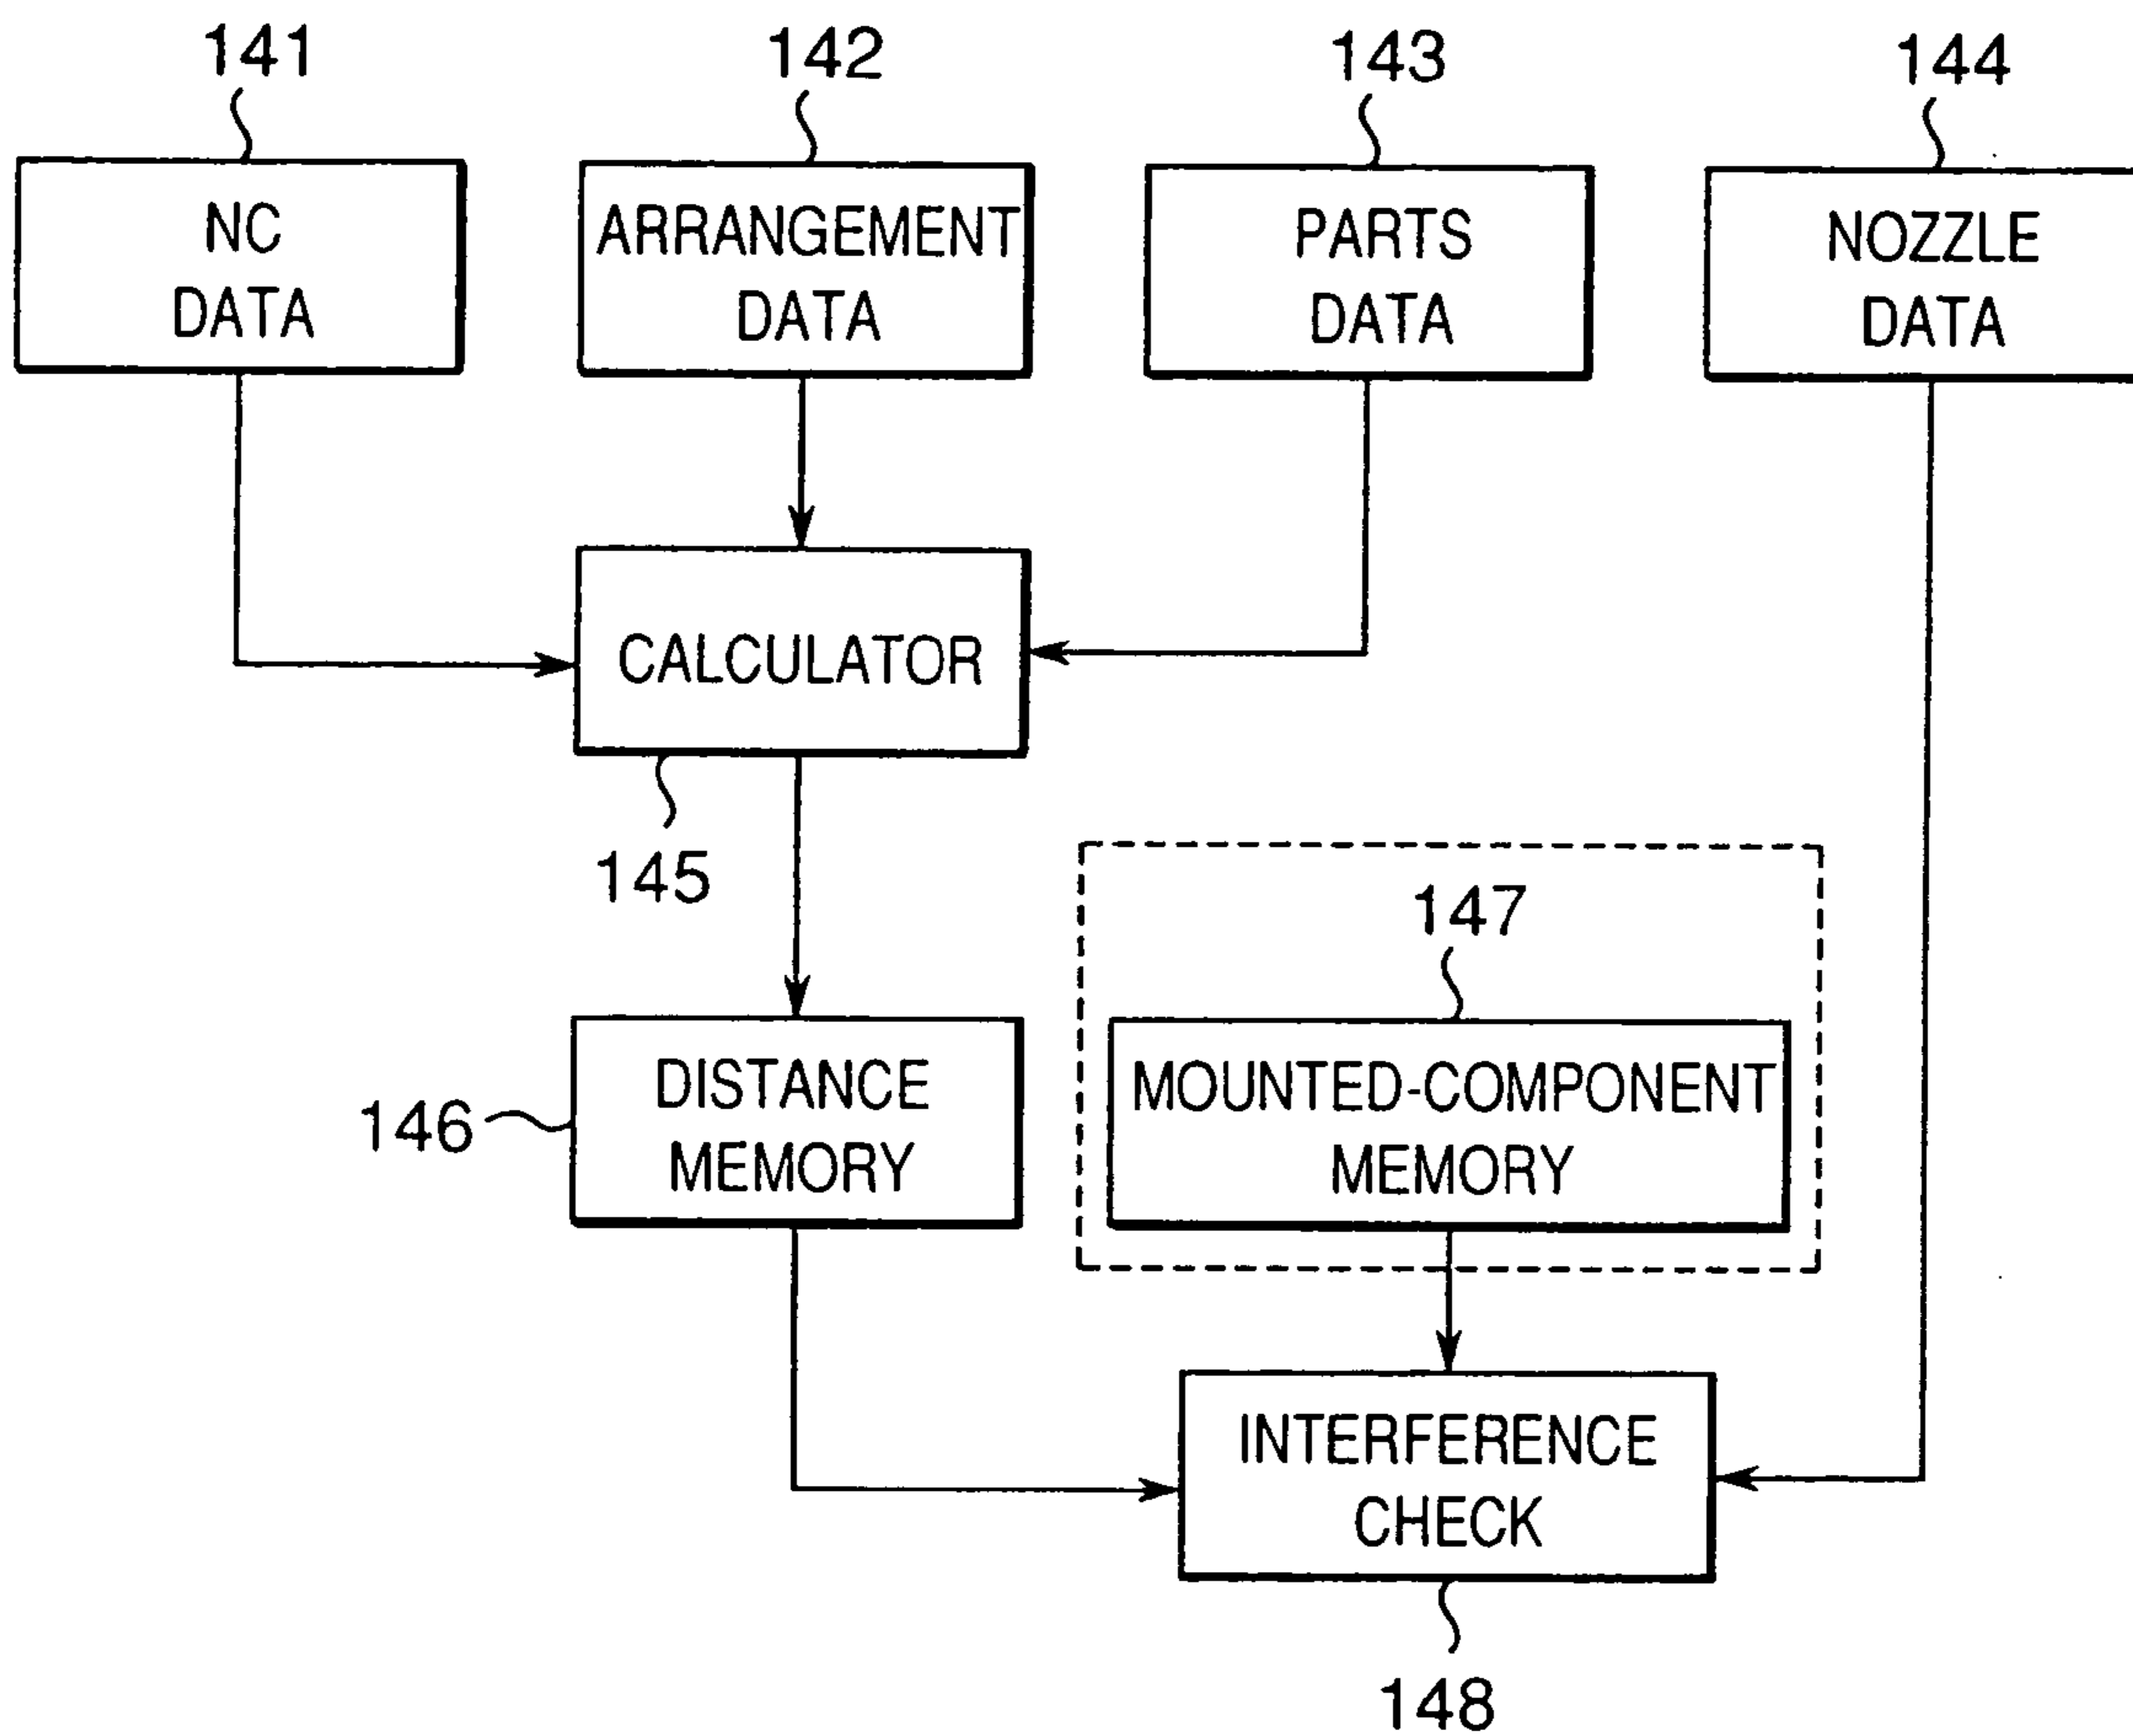 141
142
143
144
NC
DATA
ARRANGEMENT
DATA
PARTS
DATA
NOZZLE
DATA
CALCULATOR
145
147
146
DISTANCE
MEMORY
MOUNTED-COMPONENT
MEMORY
INTERFERENCE
CHECK
148